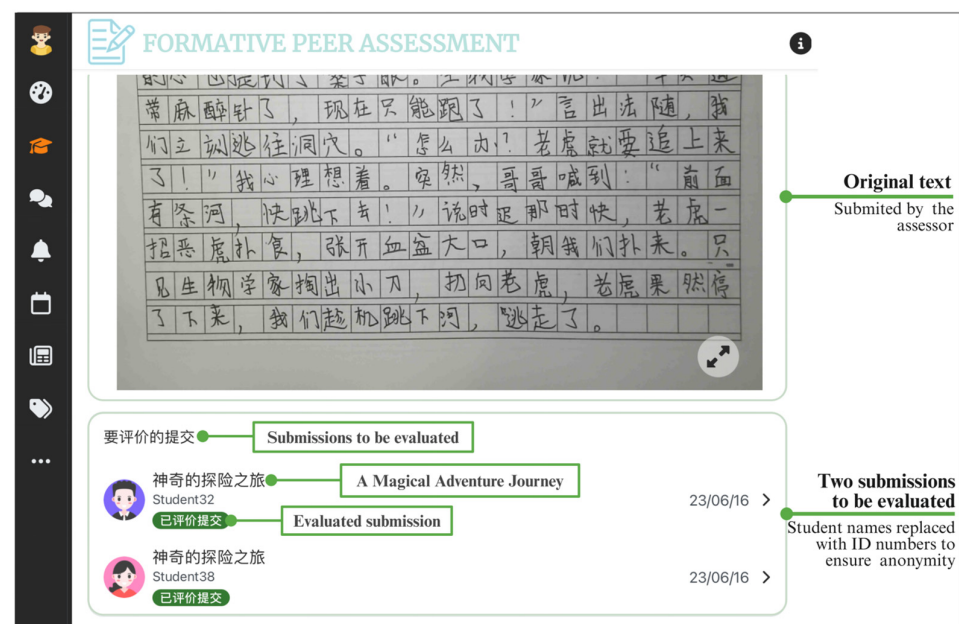 FORMATIVE PEER ASSESSMENT
带麻醉针了，现在只能跑了！”言出法随，我
们立刻逃往洞穴。“怎么办？老虎就要追上来
了！”我心理想着。突然，哥哥喊到：“前面
有条河，快跳下去！”说时迟那时快，老虎一
招恶虎扑食，张开血盆大口，朝我们扑来。只
见生物学家掏出小刀，扔向老虎，老虎果然停
了下来，我们趁机跳下河，逃走了。
Original text
Submited by the
assessor
要评价的提交
Submissions to be evaluated
神奇的探险之旅
A Magical Adventure Journey
Student32
23/06/16
已评价提交
Evaluated submission
神奇的探险之旅
Student38
23/06/16
已评价提交
Two submissions
to be evaluated
Student names replaced
with ID numbers to
ensure anonymity